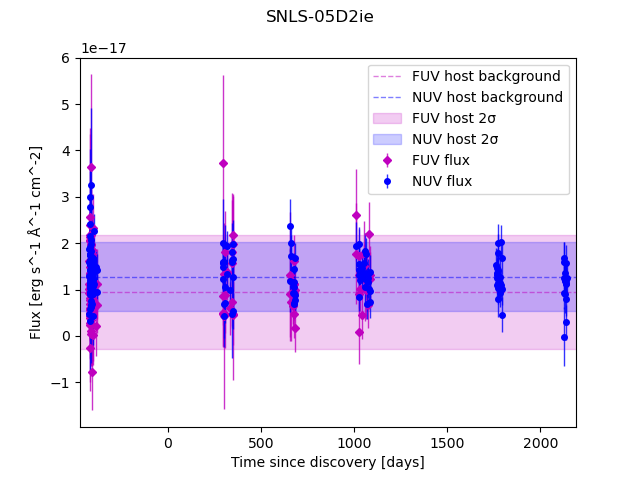 SNLS-05D2ie
1e−17
Flux [erg s^-1 Å^-1 cm^-2]
6
5
4
3
2
1
0
−1
FUV host background
NUV host background
FUV host 2σ
NUV host 2σ
FUV flux
NUV flux
0 500 1000 1500 2000
Time since discovery [days]